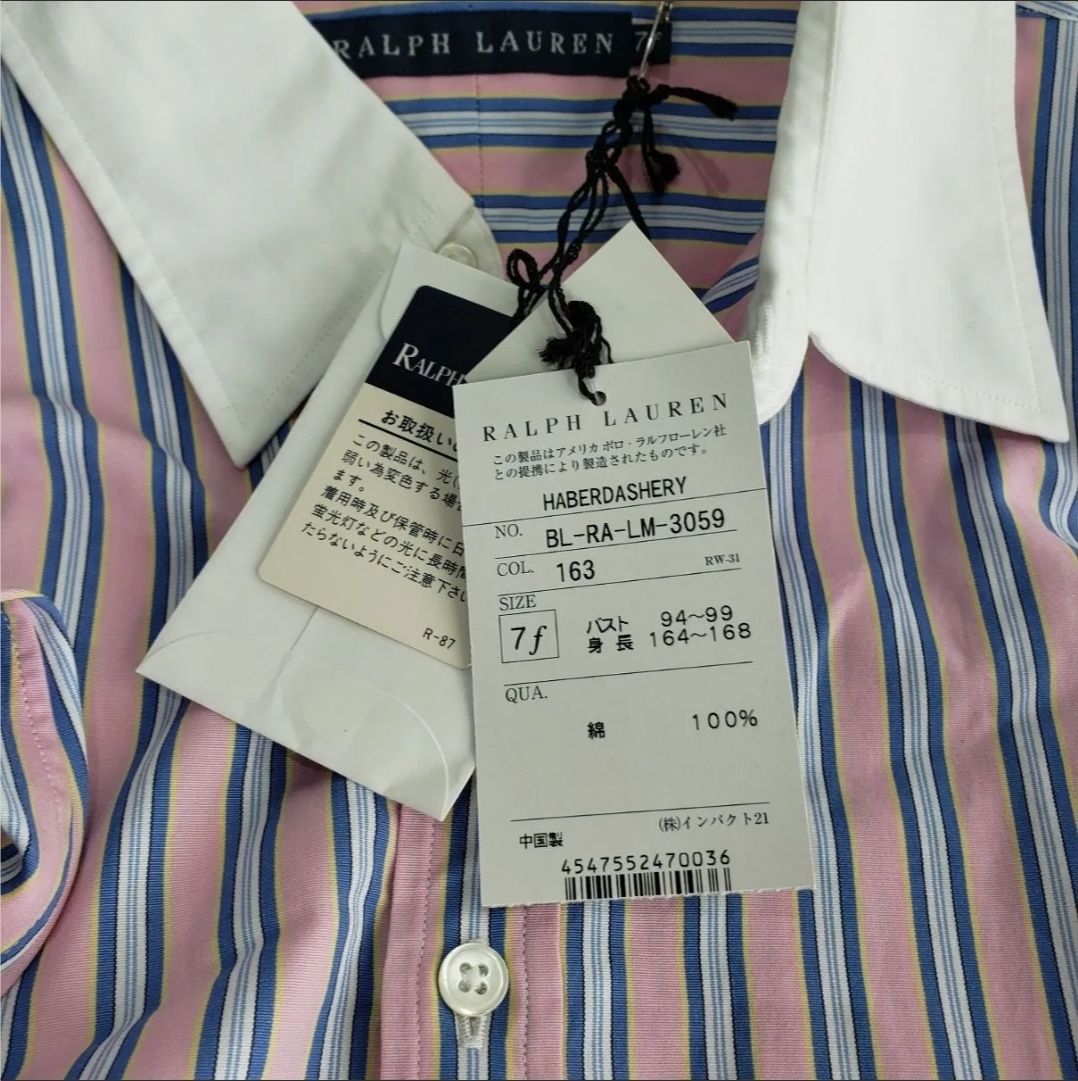 RALPH LAUREN 7f
RALPH
お取扱い
この製品は、光(
弱い為変色する場合
ます。
着用時及び保管時に日
蛍光灯などの光に長時間
たらないようにご注意下さい
R-87
RALPH LAUREN
この製品はアメリカ ポロ・ラルフローレン社
との提携により製造されたものです。
HABERDASHERY
NO. BL-RA-LM-3059
COL. 163 RW-31
SIZE
7f バスト 94~99
身長 164~168
QUA.
綿 100%
(株)インパクト21
中国製
4547552470036